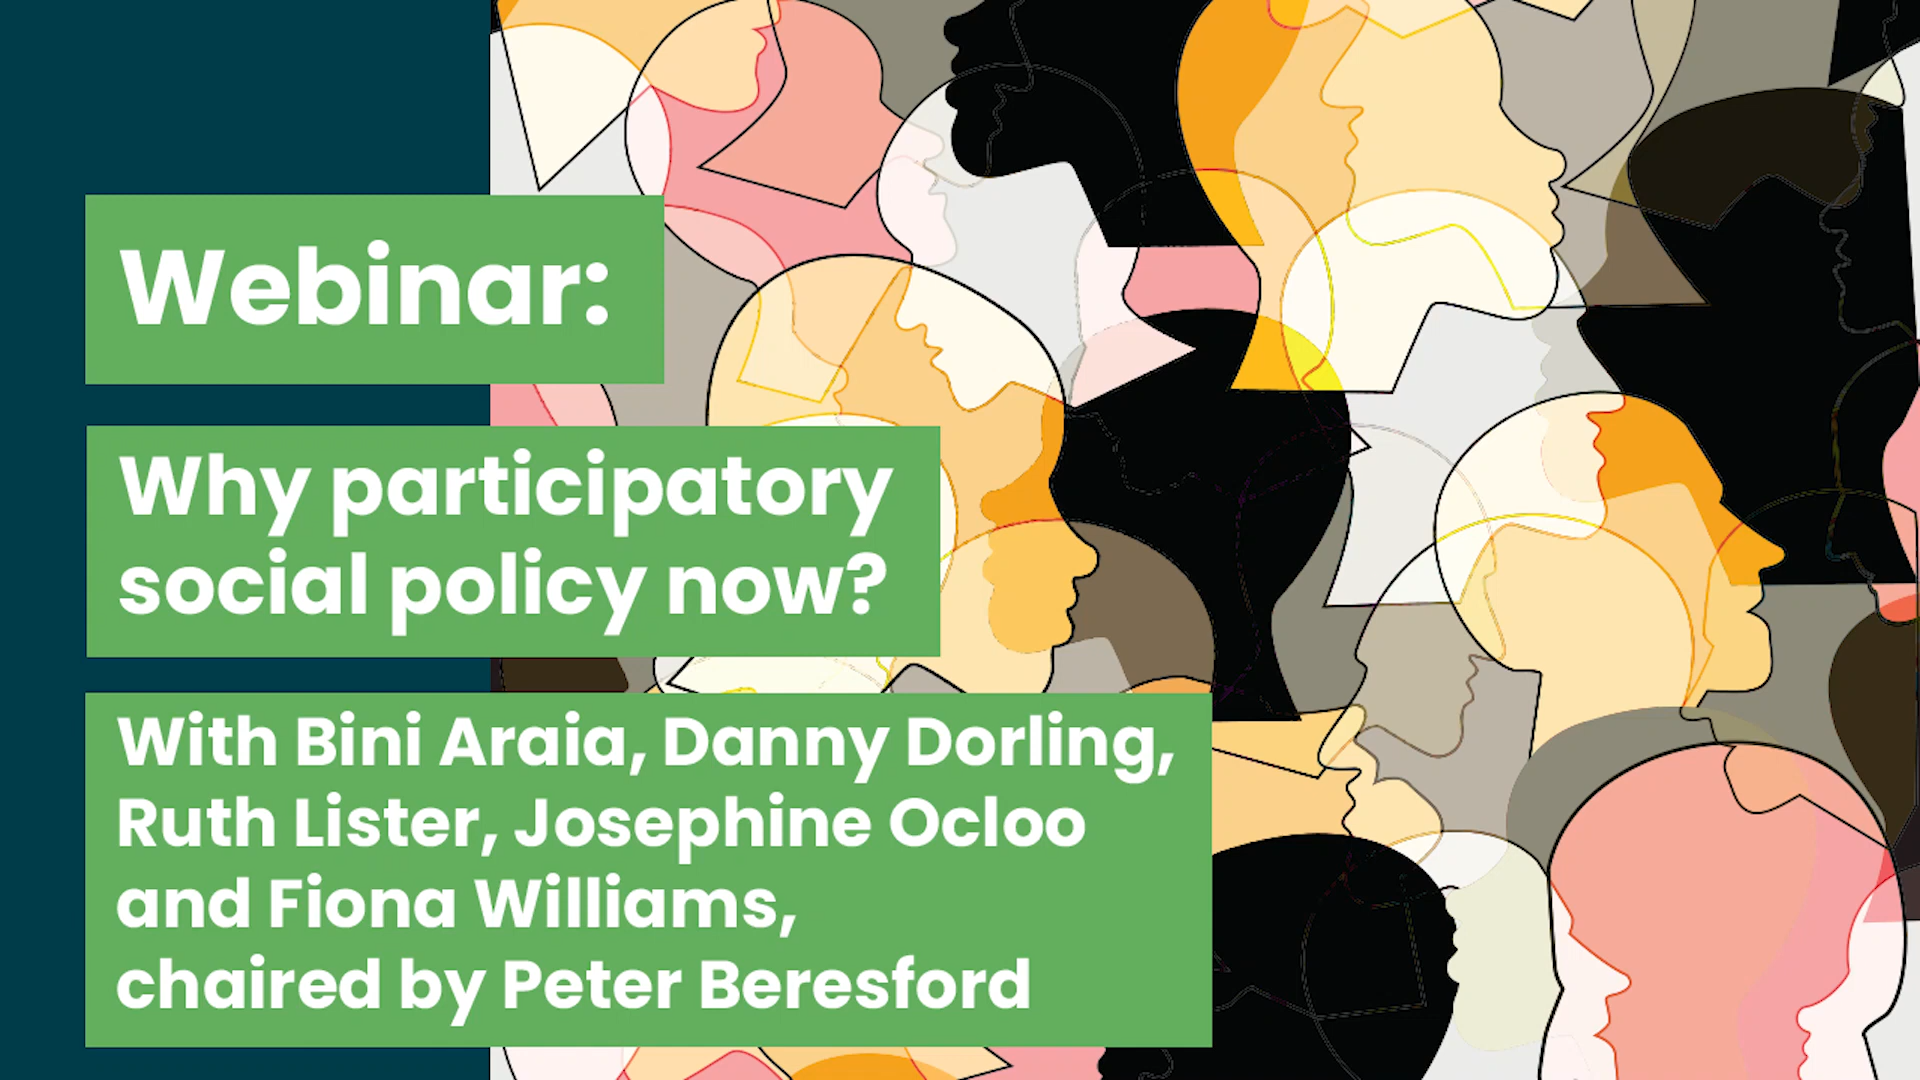 Webinar:
Why participatory
social policy now?
With Bini Araia, Danny Dorling,
Ruth Lister, Josephine Ocloo
and Fiona Williams,
chaired by Peter Beresford